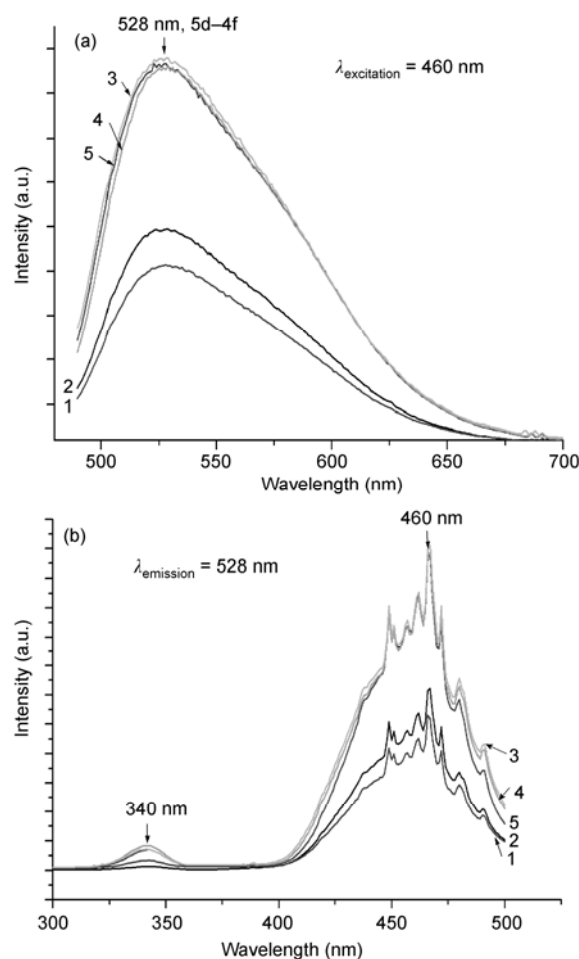 (a)
528 nm, 5d–4f
λexcitation = 460 nm
3
4
5
2
1
Intensity (a.u.)
500 550 600 650 700
Wavelength (nm)
(b)
460 nm
λemission = 528 nm
340 nm
3
4
5
2
1
Intensity (a.u.)
300 350 400 450 500
Wavelength (nm)